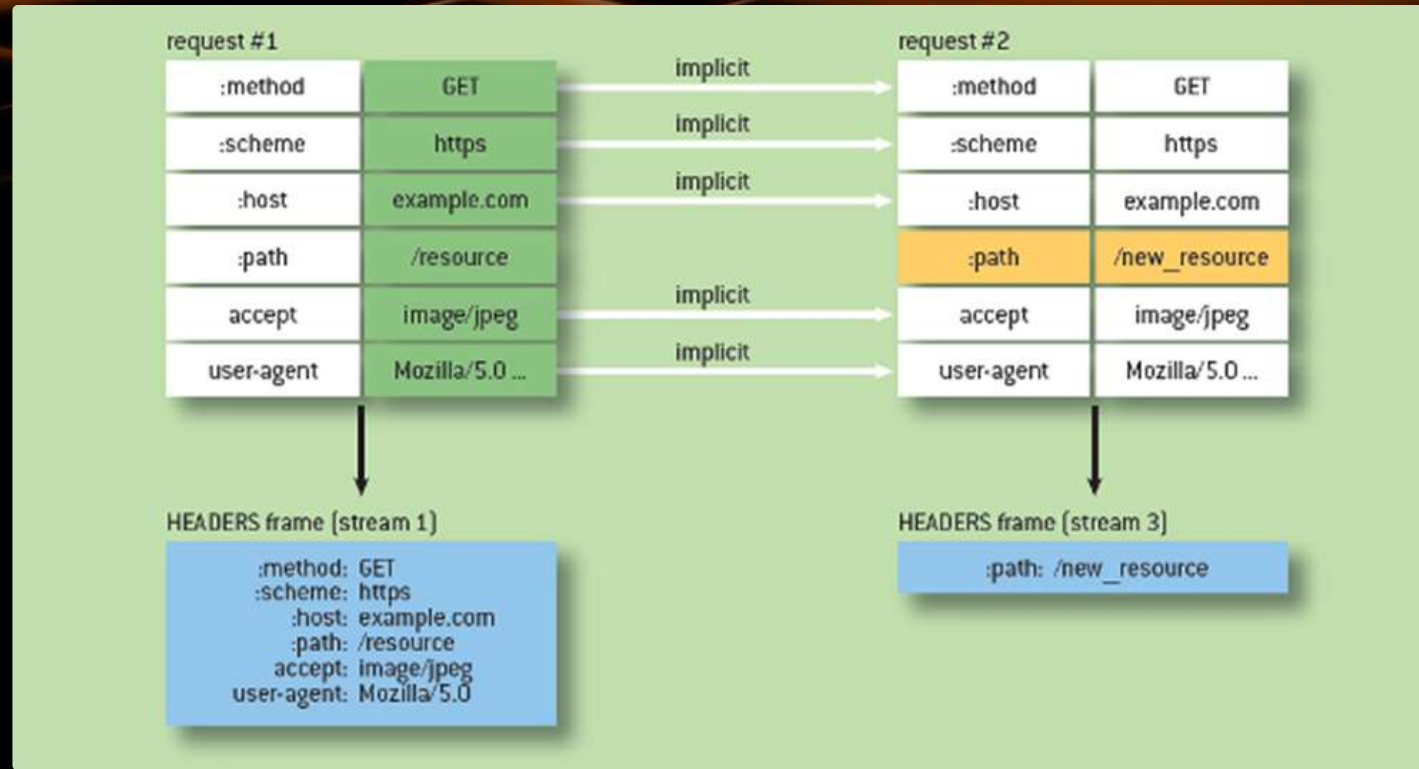 request #1
request #2
:method GET implicit :method GET
:scheme https implicit :scheme https
:host example.com implicit :host example.com
:path /resource :path /new_resource
accept image/jpeg implicit accept image/jpeg
user-agent Mozilla/5.0 ... implicit user-agent Mozilla/5.0 ...
HEADERS frame (stream 1)
:method: GET
:scheme: https
:host: example.com
:path: /resource
accept: image/jpeg
user-agent: Mozilla/5.0
HEADERS frame (stream 3)
:path: /new_resource